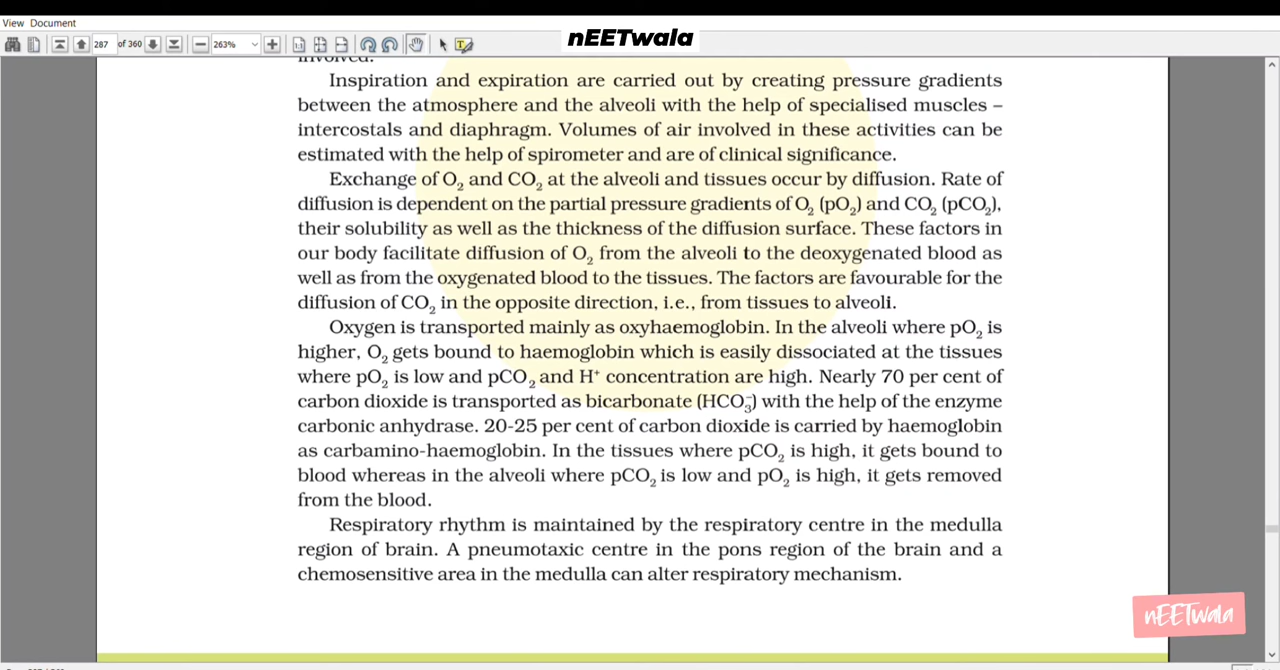 View Document
nEETwala
287 of 360 263% 1:1
involved.
Inspiration and expiration are carried out by creating pressure gradients
between the atmosphere and the alveoli with the help of specialised muscles –
intercostals and diaphragm. Volumes of air involved in these activities can be
estimated with the help of spirometer and are of clinical significance.
Exchange of O₂ and CO₂ at the alveoli and tissues occur by diffusion. Rate of
diffusion is dependent on the partial pressure gradients of O₂ (pO₂) and CO₂ (pCO₂),
their solubility as well as the thickness of the diffusion surface. These factors in
our body facilitate diffusion of O₂ from the alveoli to the deoxygenated blood as
well as from the oxygenated blood to the tissues. The factors are favourable for the
diffusion of CO₂ in the opposite direction, i.e., from tissues to alveoli.
Oxygen is transported mainly as oxyhaemoglobin. In the alveoli where pO₂ is
higher, O₂ gets bound to haemoglobin which is easily dissociated at the tissues
where pO₂ is low and pCO₂ and H⁺ concentration are high. Nearly 70 per cent of
carbon dioxide is transported as bicarbonate (HCO₃⁻) with the help of the enzyme
carbonic anhydrase. 20-25 per cent of carbon dioxide is carried by haemoglobin
as carbamino-haemoglobin. In the tissues where pCO₂ is high, it gets bound to
blood whereas in the alveoli where pCO₂ is low and pO₂ is high, it gets removed
from the blood.
Respiratory rhythm is maintained by the respiratory centre in the medulla
region of brain. A pneumotaxic centre in the pons region of the brain and a
chemosensitive area in the medulla can alter respiratory mechanism.
nEETwala